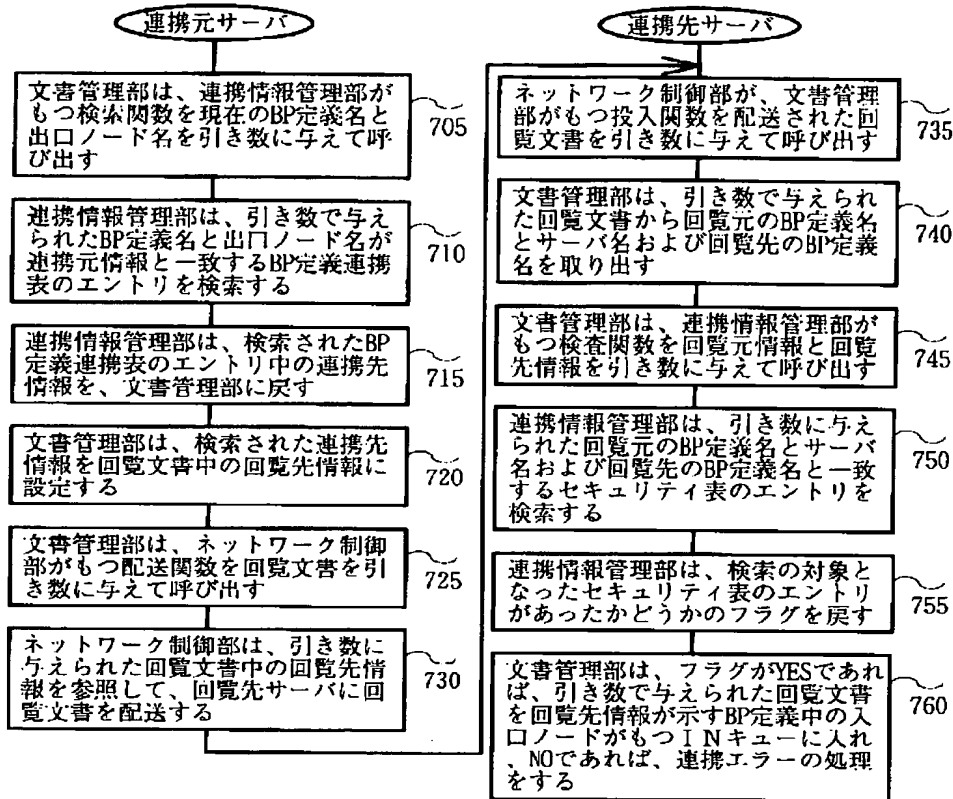 連携元サーバ
文書管理部は、連携情報管理部が
もつ検索関数を現在のBP定義名と
出口ノード名を引き数に与えて呼
び出す
705
連携情報管理部は、引き数で与え
られたBP定義名と出口ノード名が
連携元情報と一致するBP定義連携
表のエントリを検索する
710
連携情報管理部は、検索されたBP
定義連携表のエントリ中の連携先
情報を、文書管理部に戻す
715
文書管理部は、検索された連携先
情報を回覧文書中の回覧先情報に
設定する
720
文書管理部は、ネットワーク制御
部がもつ配送関数を回覧文書を引
き数に与えて呼び出す
725
ネットワーク制御部は、引き数に
与えられた回覧文書中の回覧先情
報を参照して、回覧先サーバに回
覧文書を配送する
730
連携先サーバ
ネットワーク制御部が、文書管理
部がもつ投入関数を配送された回
覧文書を引き数に与えて呼び出す
735
文書管理部は、引き数で与えられ
た回覧文書から回覧元のBP定義名
とサーバ名および回覧先のBP定義
名を取り出す
740
文書管理部は、連携情報管理部が
もつ検査関数を回覧元情報と回覧
先情報を引き数に与えて呼び出す
745
連携情報管理部は、引き数に与え
られた回覧元のBP定義名とサーバ
名および回覧先のBP定義名と一致
するセキュリティ表のエントリを
検索する
750
連携情報管理部は、検索の対象と
なったセキュリティ表のエントリ
があったかどうかのフラグを戻す
755
文書管理部は、フラグがYESであれ
ば、引き数で与えられた回覧文書
を回覧先情報が示すBP定義中の入
口ノードがもつINキューに入れ
、NOであれば、連携エラーの処理
をする
760